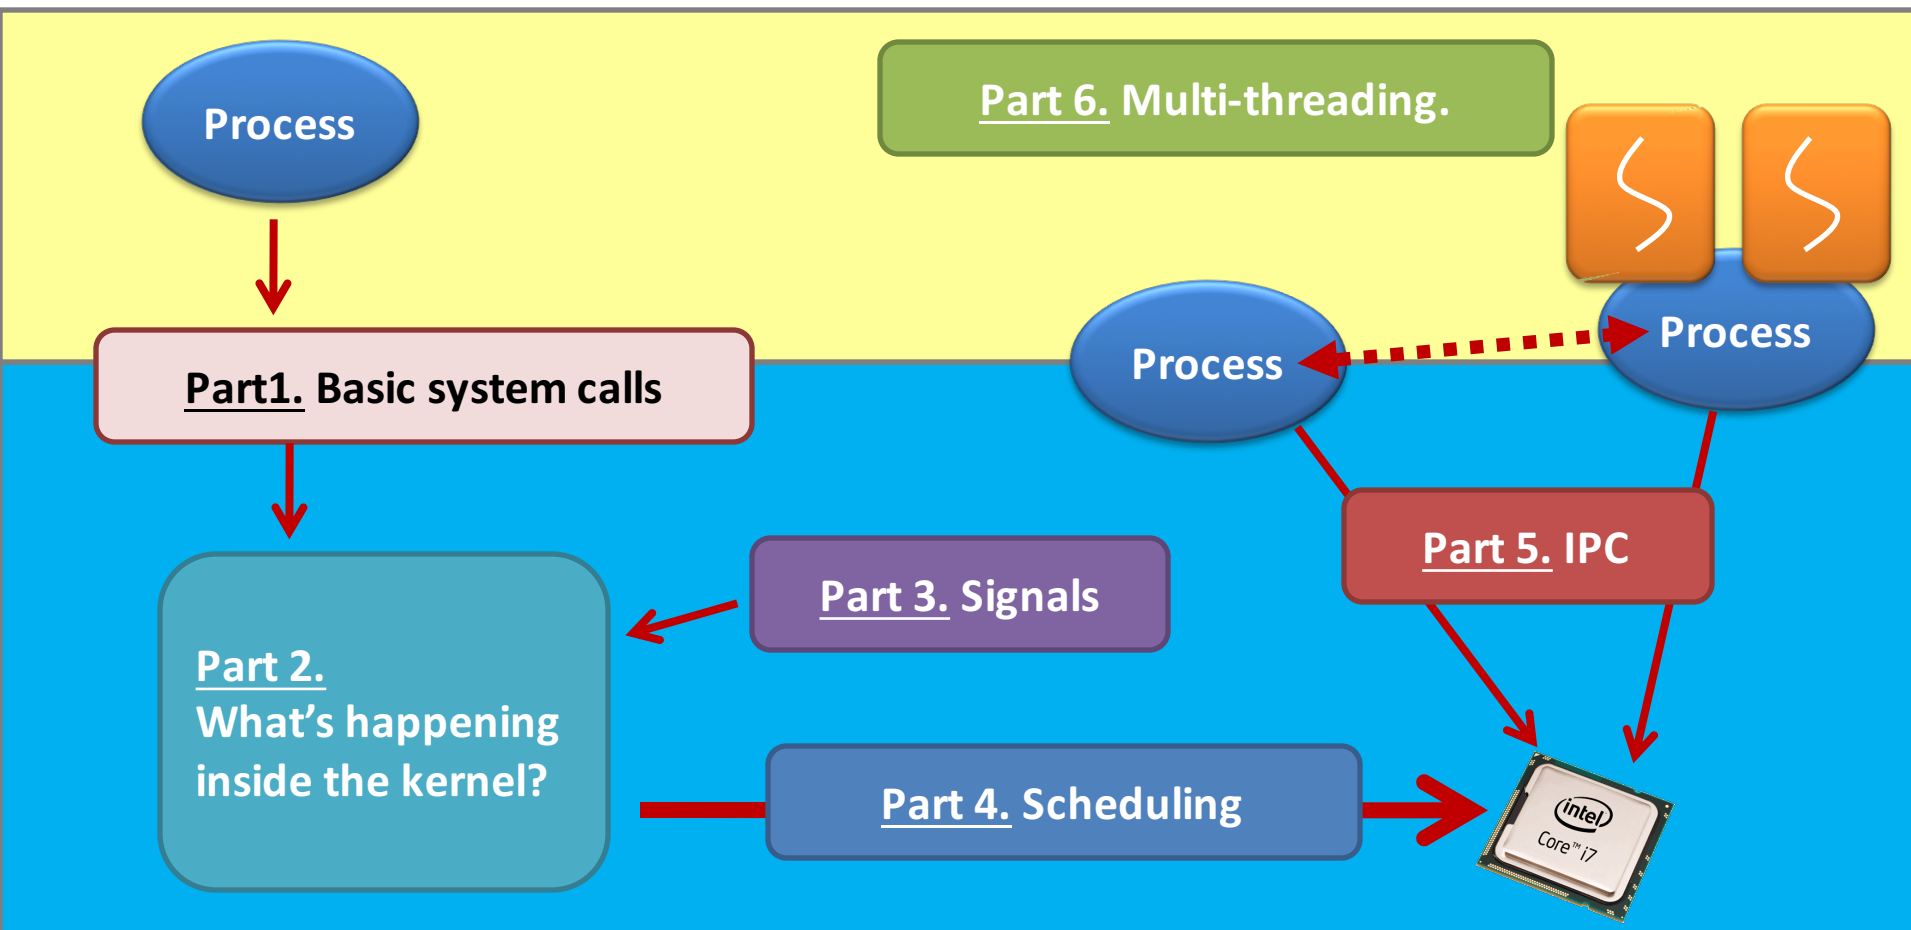 Process
Part 6. Multi-threading.
Process
Process
Part1. Basic system calls
Part 5. IPC
Part 3. Signals
Part 2.
What's happening
inside the kernel?
Part 4. Scheduling
intel
Core™ i7